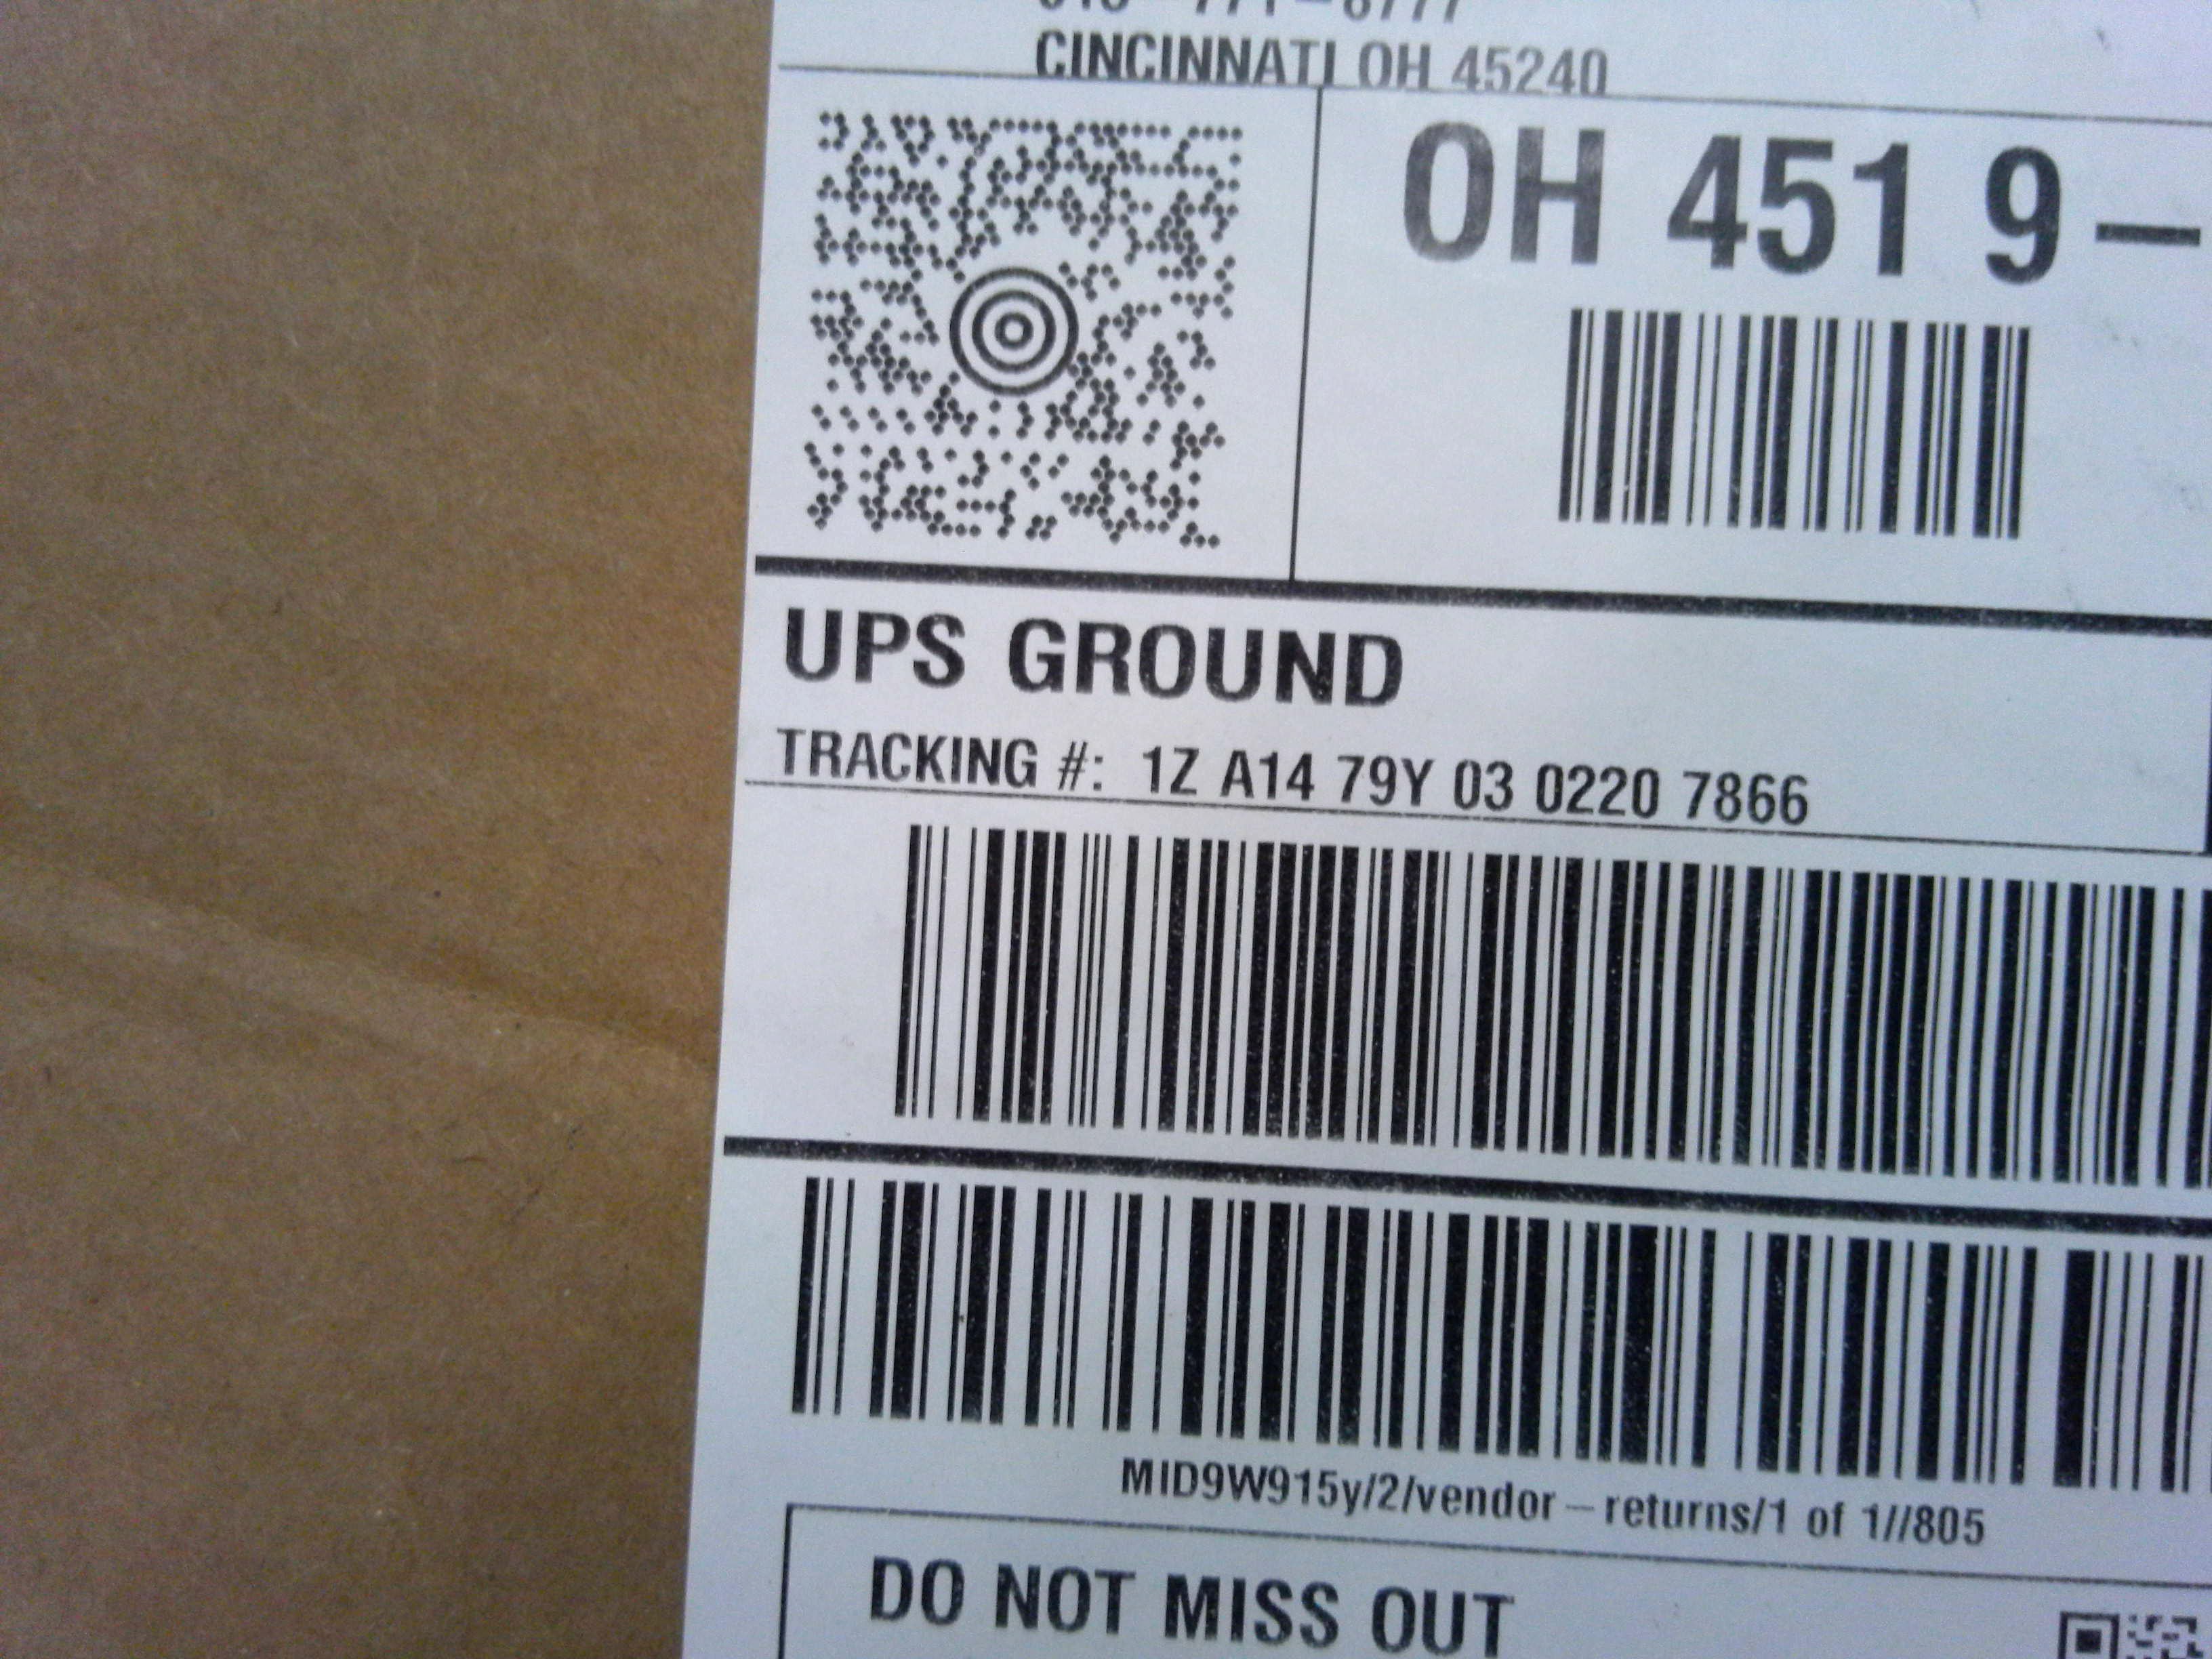 CINCINNATI OH 45240
OH 451 9 –
UPS GROUND
TRACKING #: 1Z A14 79Y 03 0220 7866
MID9W915y/2/vendor – returns/1 of 1//805
DO NOT MISS OUT